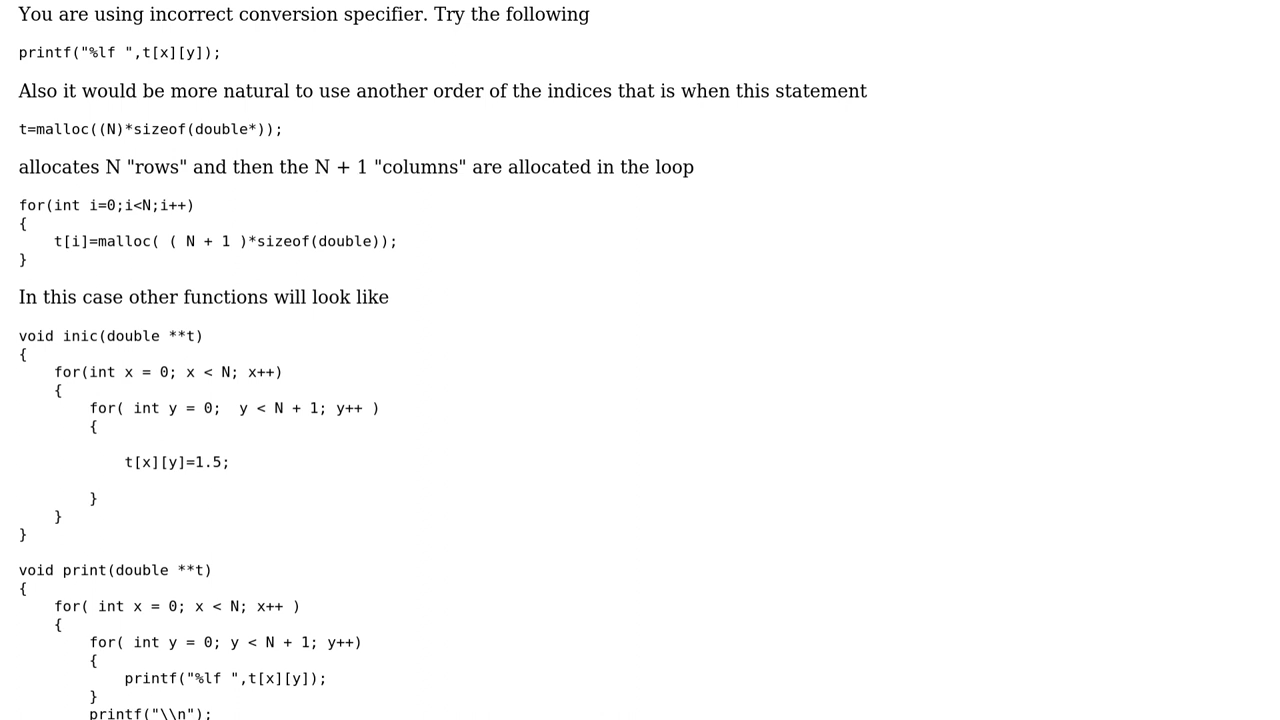 You are using incorrect conversion specifier. Try the following
printf("%lf ",t[x][y]);
Also it would be more natural to use another order of the indices that is when this statement
t=malloc((N)*sizeof(double*));
allocates N "rows" and then the N + 1 "columns" are allocated in the loop
for(int i=0;i<N;i++)
{
    t[i]=malloc( ( N + 1 )*sizeof(double));
}
In this case other functions will look like
void inic(double **t)
{
    for(int x = 0; x < N; x++)
    {
        for( int y = 0;  y < N + 1; y++ )
        {
            t[x][y]=1.5;
        }
    }
}
void print(double **t)
{
    for( int x = 0; x < N; x++ )
    {
        for( int y = 0; y < N + 1; y++)
        {
            printf("%lf ",t[x][y]);
        }
        printf("\\n");